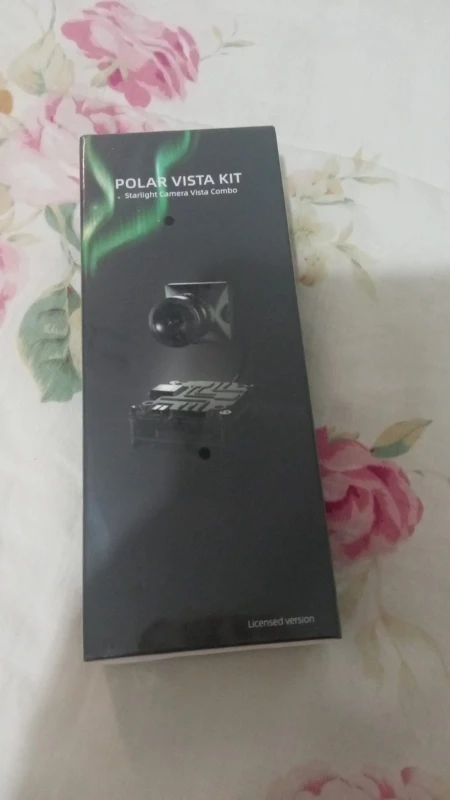 POLAR VISTA KIT
Starlight Camera Vista Combo
Licensed version